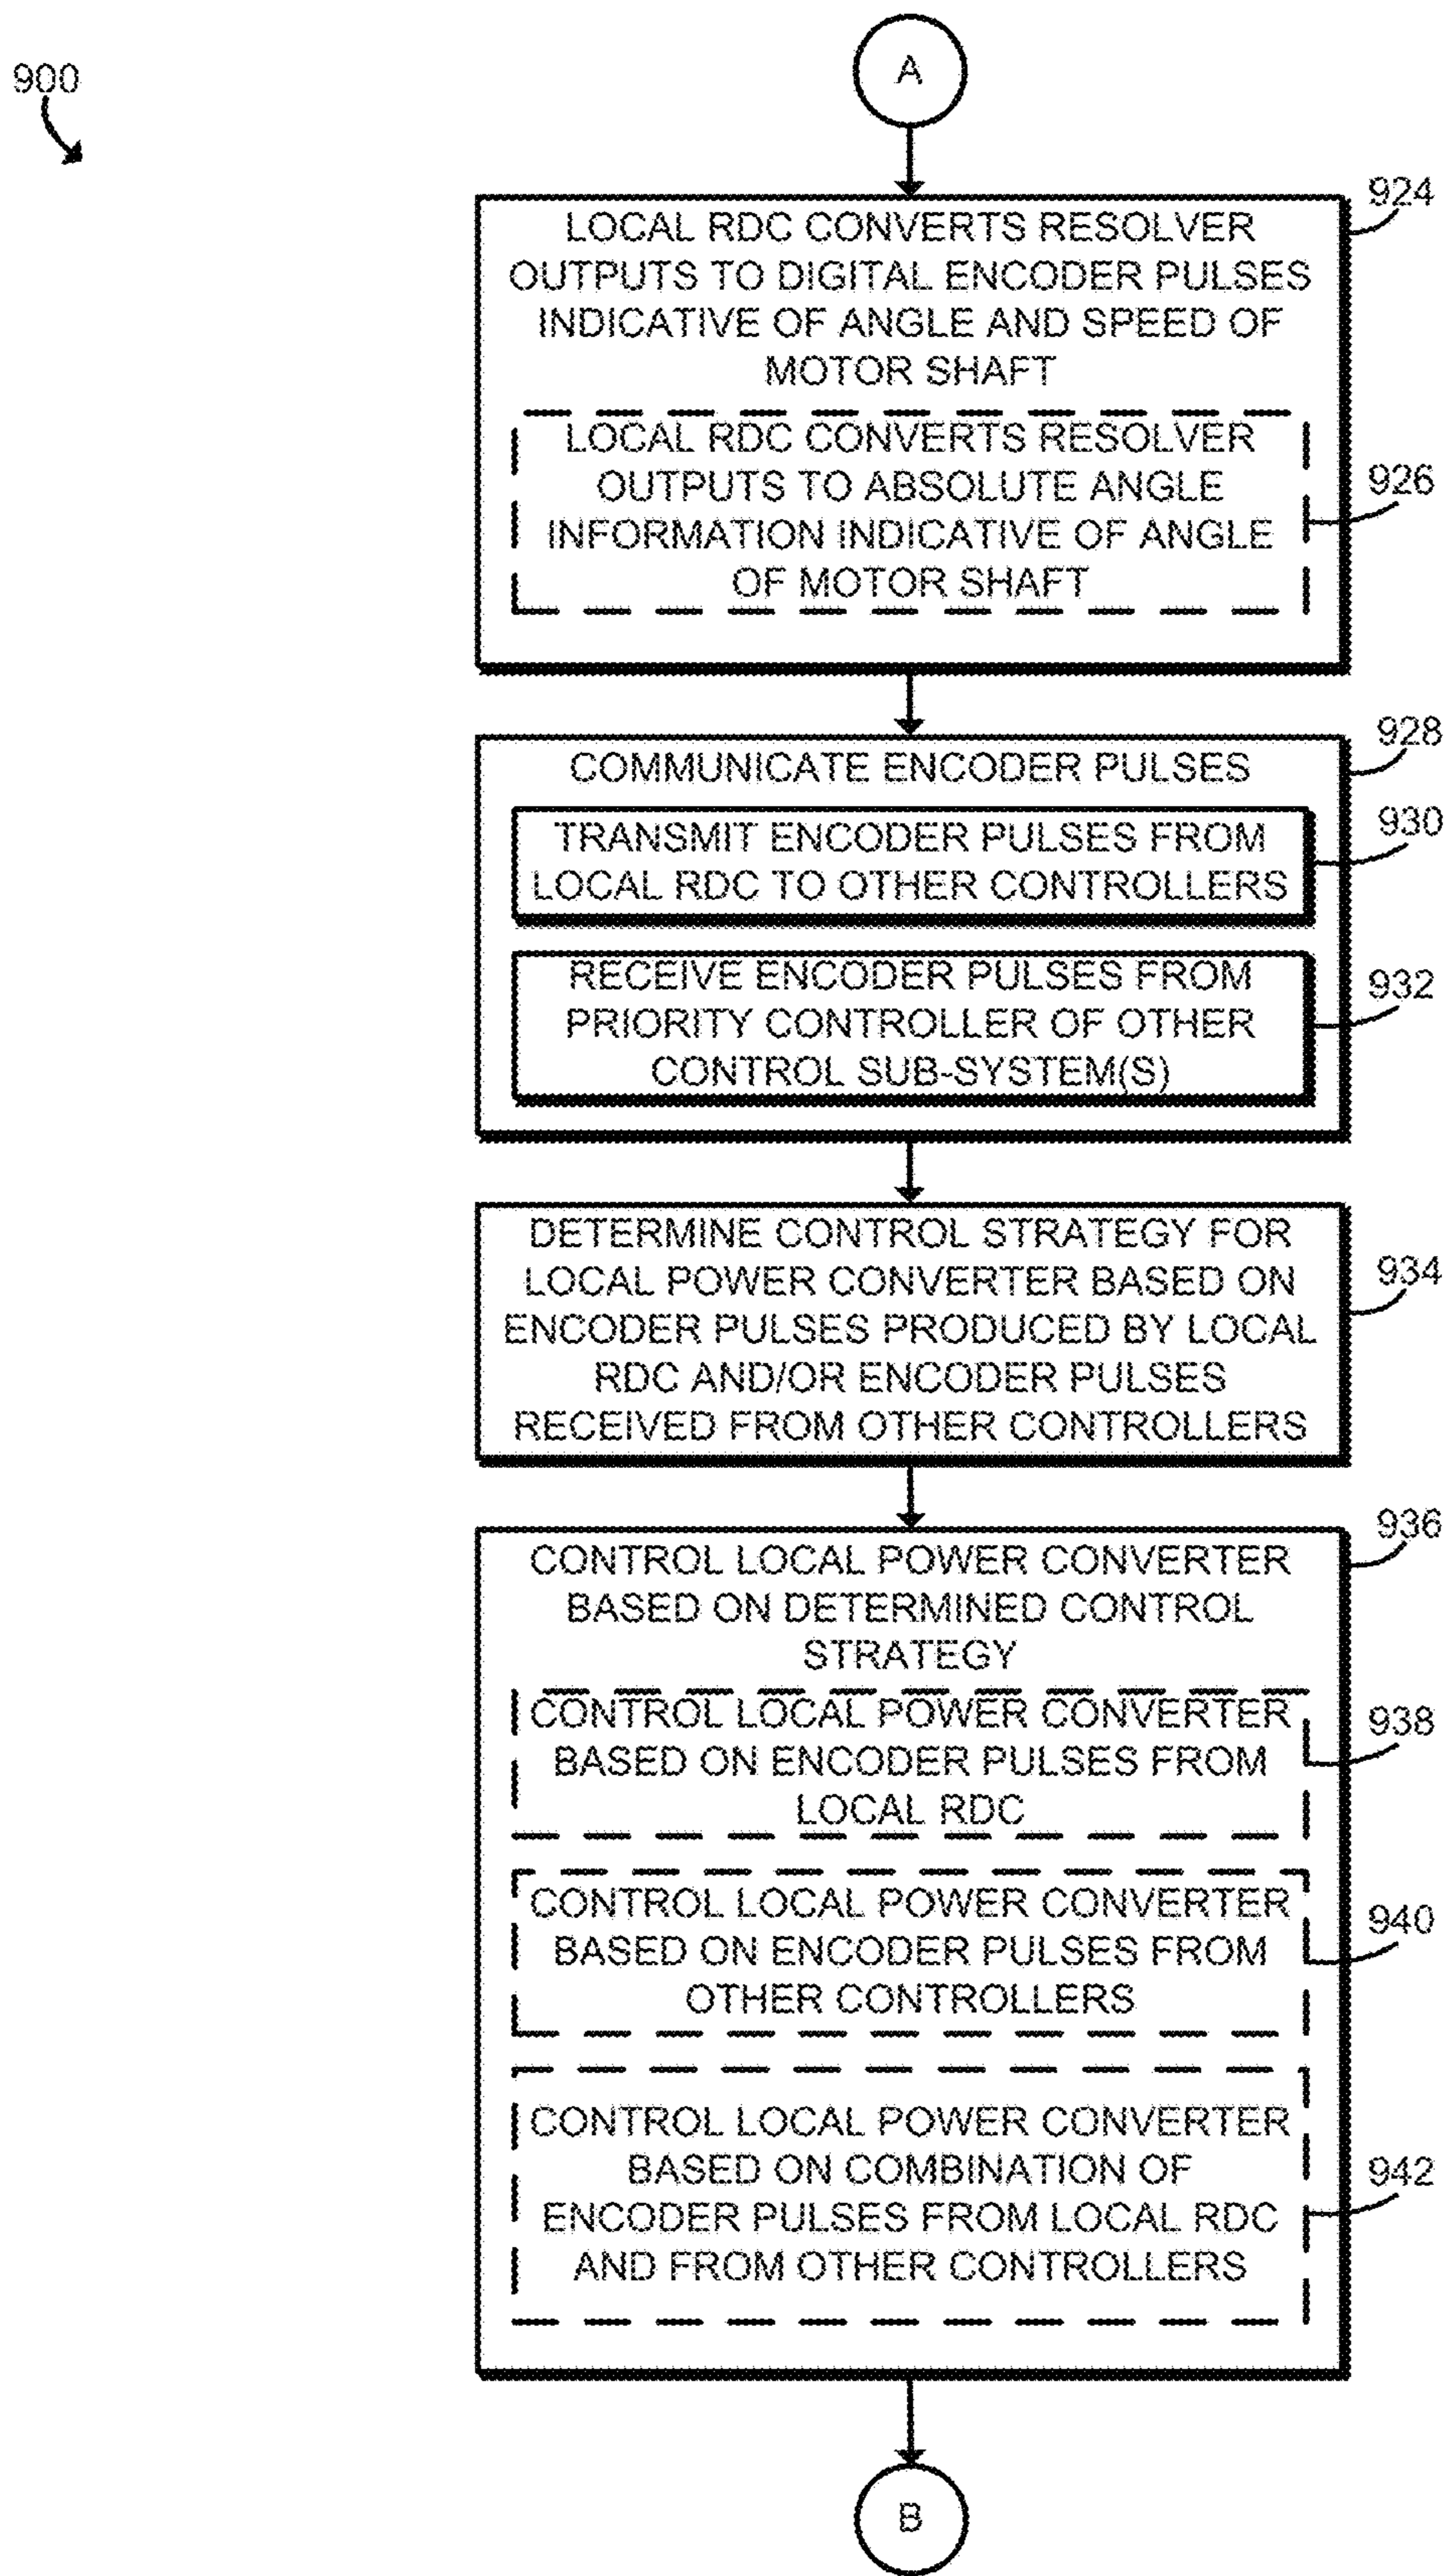 900
A
924
LOCAL RDC CONVERTS RESOLVER
OUTPUTS TO DIGITAL ENCODER PULSES
INDICATIVE OF ANGLE AND SPEED OF
MOTOR SHAFT
LOCAL RDC CONVERTS RESOLVER
OUTPUTS TO ABSOLUTE ANGLE
INFORMATION INDICATIVE OF ANGLE
OF MOTOR SHAFT
926
928
COMMUNICATE ENCODER PULSES
930
TRANSMIT ENCODER PULSES FROM
LOCAL RDC TO OTHER CONTROLLERS
RECEIVE ENCODER PULSES FROM
PRIORITY CONTROLLER OF OTHER
CONTROL SUB-SYSTEM(S)
932
DETERMINE CONTROL STRATEGY FOR
LOCAL POWER CONVERTER BASED ON
ENCODER PULSES PRODUCED BY LOCAL
RDC AND/OR ENCODER PULSES
RECEIVED FROM OTHER CONTROLLERS
934
936
CONTROL LOCAL POWER CONVERTER
BASED ON DETERMINED CONTROL
STRATEGY
CONTROL LOCAL POWER CONVERTER
BASED ON ENCODER PULSES FROM
LOCAL RDC
938
CONTROL LOCAL POWER CONVERTER
BASED ON ENCODER PULSES FROM
OTHER CONTROLLERS
940
CONTROL LOCAL POWER CONVERTER
BASED ON COMBINATION OF
ENCODER PULSES FROM LOCAL RDC
AND FROM OTHER CONTROLLERS
942
B